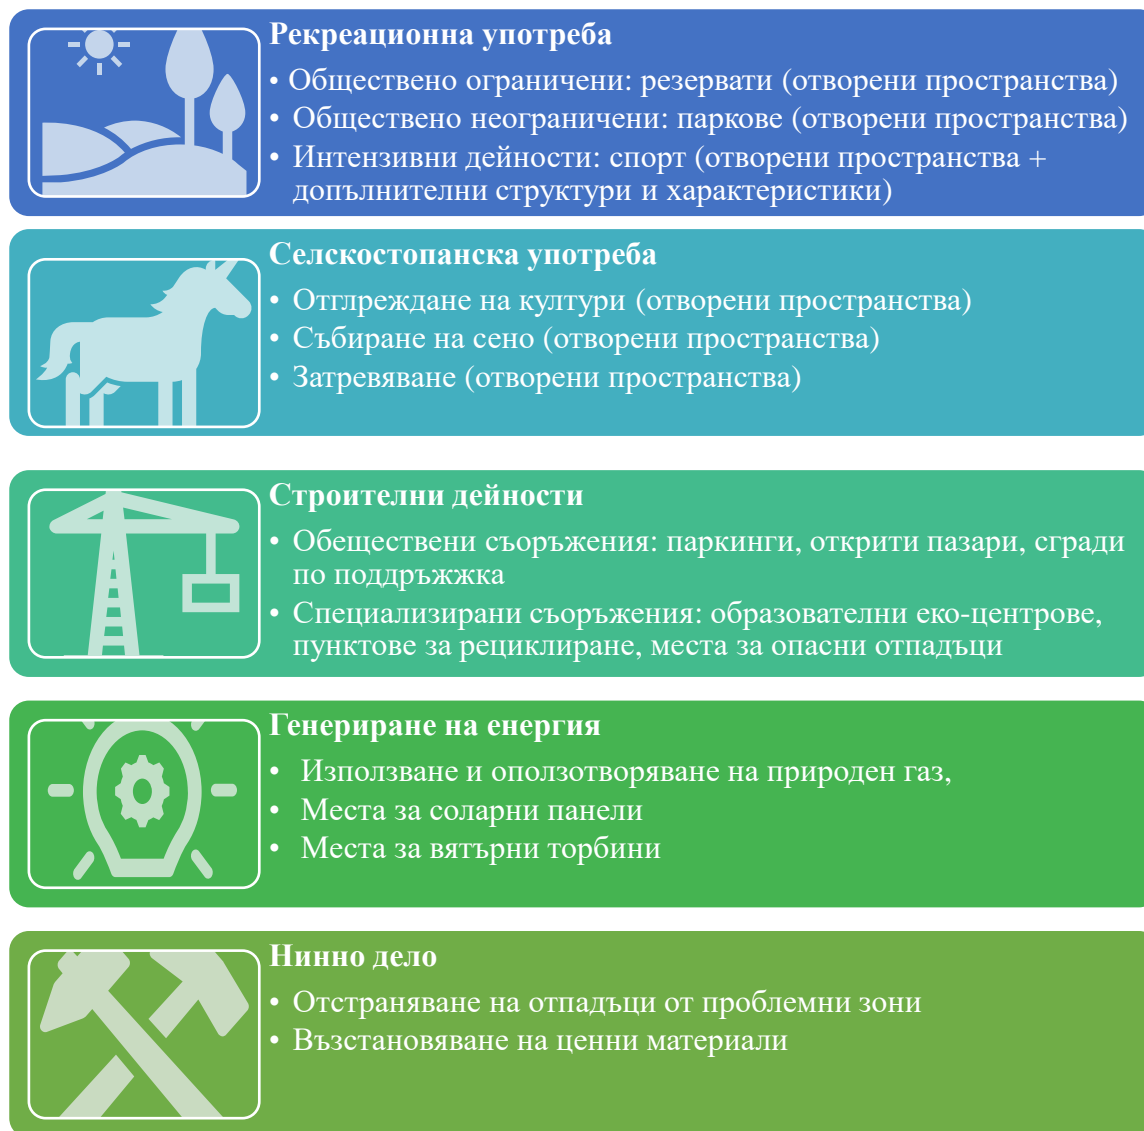 Рекреационна употреба
• Обществено ограничени: резервати (отворени пространства)
• Обществено неограничени: паркове (отворени пространства)
• Интензивни дейности: спорт (отворени пространства +
допълнителни структури и характеристики)
Селскостопанска употреба
• Отглреждане на култури (отворени пространства)
• Събиране на сено (отворени пространства)
• Затревяване (отворени пространства)
Строителни дейности
• Обеществени съоръжения: паркинги, открити пазари, сгради
по поддръжжка
• Специализирани съоръжения: образователни еко-центрове,
пунктове за рециклиране, места за опасни отпадъци
Генериране на енергия
• Използване и оползотворяване на природен газ,
• Места за соларни панели
• Места за вятърни торбини
Нинно дело
• Отстраняване на отпадъци от проблемни зони
• Възстановяване на ценни материали